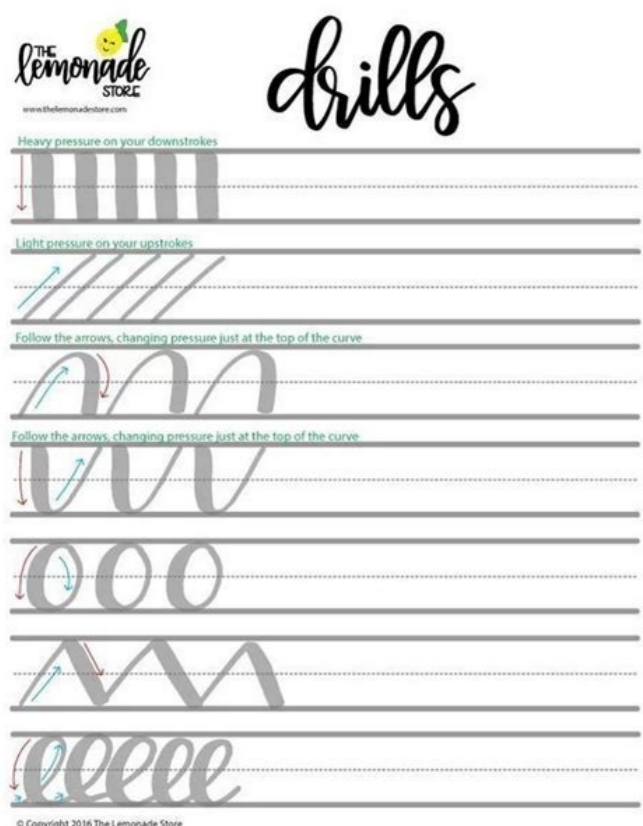 THE
lemonade
STORE
www.thelemonadestore.com
drills
Heavy pressure on your downstrokes
Light pressure on your upstrokes
Follow the arrows, changing pressure just at the top of the curve
Follow the arrows, changing pressure just at the top of the curve
© Copyright 2016 The Lemonade Store